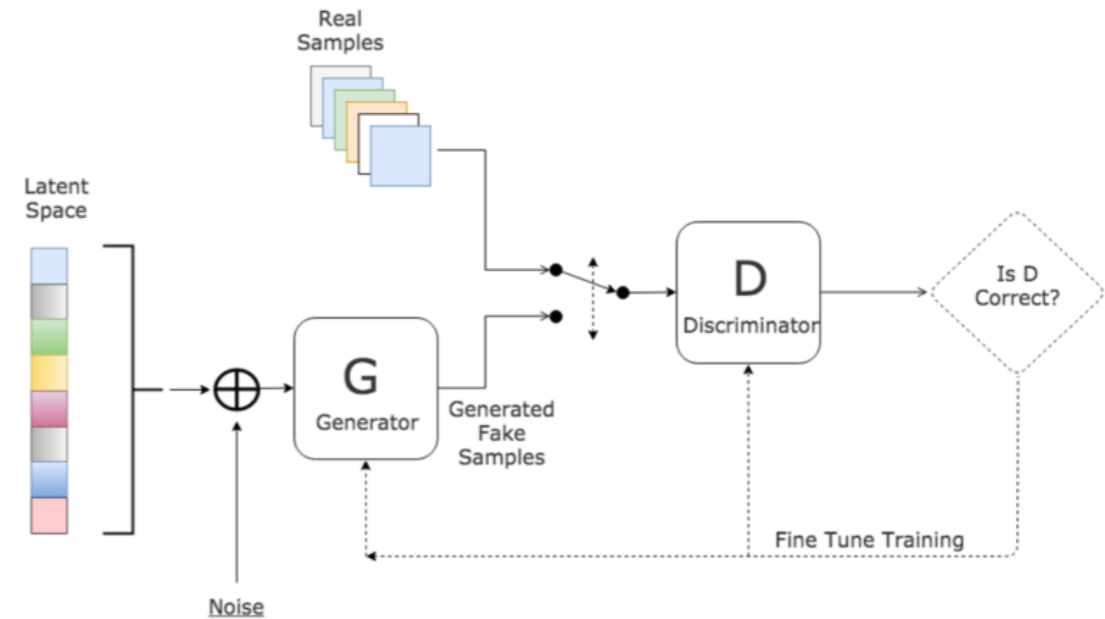 Real
Samples
Latent
Space
G
Generator
Generated
Fake
Samples
Noise
D
Discriminator
Is D
Correct?
Fine Tune Training